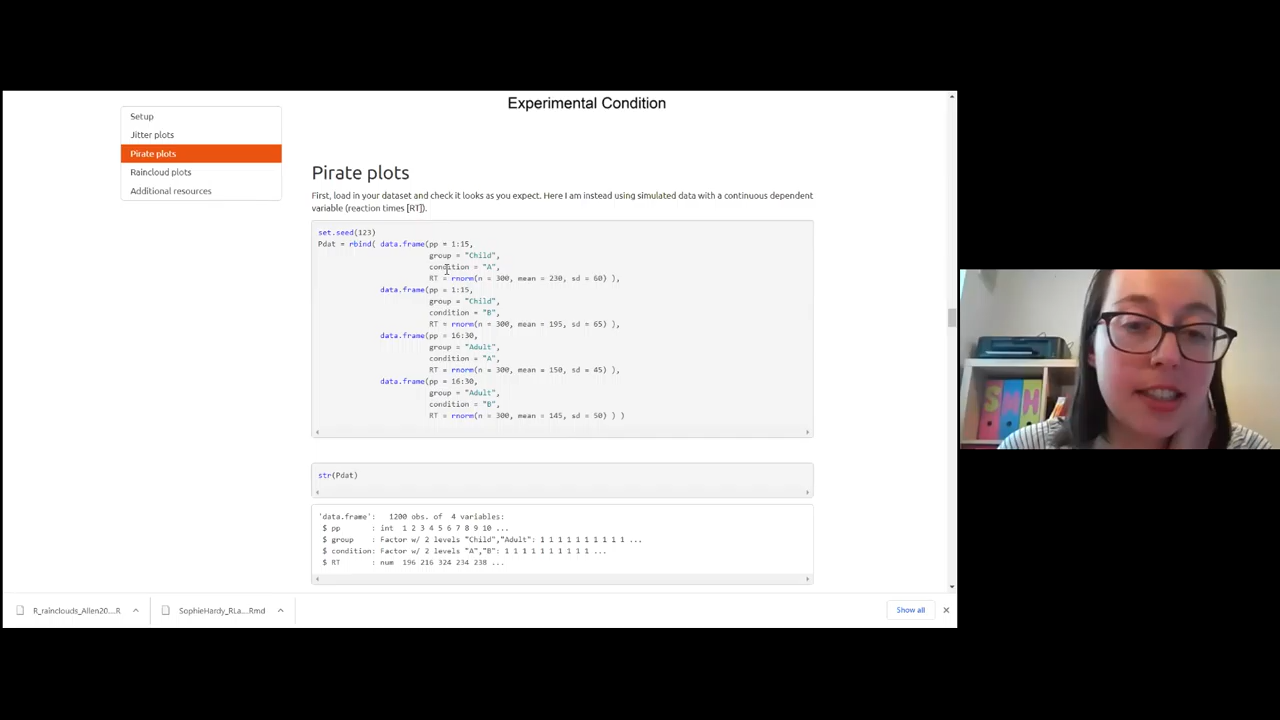 Experimental Condition
Setup
Jitter plots
Pirate plots
Raincloud plots
Additional resources
Pirate plots
First, load in your dataset and check it looks as you expect. Here I am instead using simulated data with a continuous dependent
variable (reaction times [RT]).
set.seed(123)
Pdat = rbind( data.frame(pp = 1:15,
group = "Child",
condition = "A",
RT = rnorm(n = 300, mean = 230, sd = 60) ),
data.frame(pp = 1:15,
group = "Child",
condition = "B",
RT = rnorm(n = 300, mean = 195, sd = 65) ),
data.frame(pp = 16:30,
group = "Adult",
condition = "A",
RT = rnorm(n = 300, mean = 150, sd = 45) ),
data.frame(pp = 16:30,
group = "Adult",
condition = "B",
RT = rnorm(n = 300, mean = 145, sd = 50) ) )
str(Pdat)
'data.frame': 1200 obs. of 4 variables:
$ pp : int 1 2 3 4 5 6 7 8 9 10 ...
$ group : Factor w/ 2 levels "Child","Adult": 1 1 1 1 1 1 1 1 1 1 ...
$ condition: Factor w/ 2 levels "A","B": 1 1 1 1 1 1 1 1 1 1 ...
$ RT : num 196 216 324 234 238 ...
R_rainclouds_Allen20....R
SophieHardy_RLa....Rmd
Show all
S M H